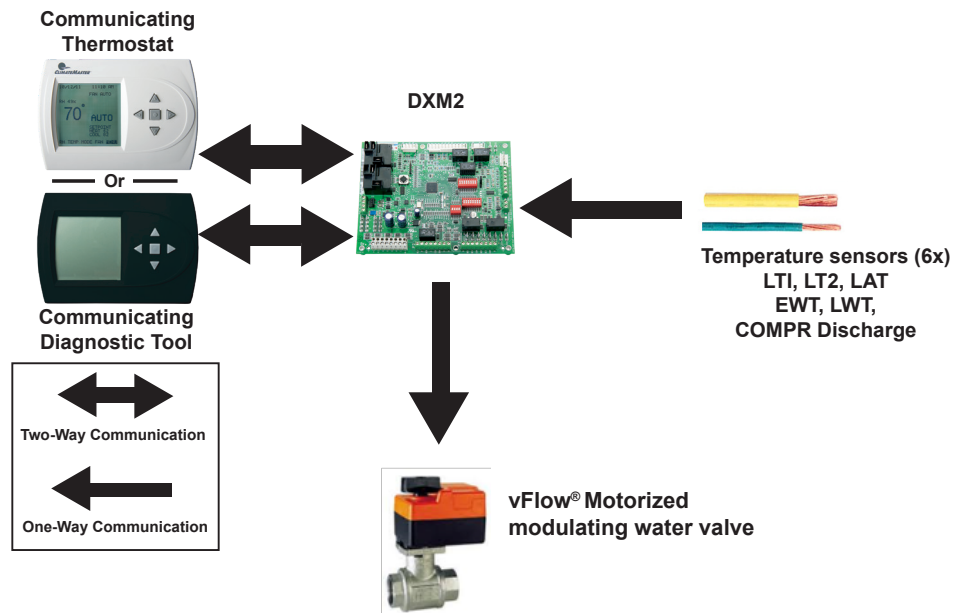 Communicating
Thermostat
CLIMATEMASTER
70°
AUTO
Or
Communicating
Diagnostic Tool
Two-Way Communication
One-Way Communication
DXM2
Temperature sensors (6x)
LTI, LT2, LAT
EWT, LWT,
COMPR Discharge
vFlow® Motorized
modulating water valve